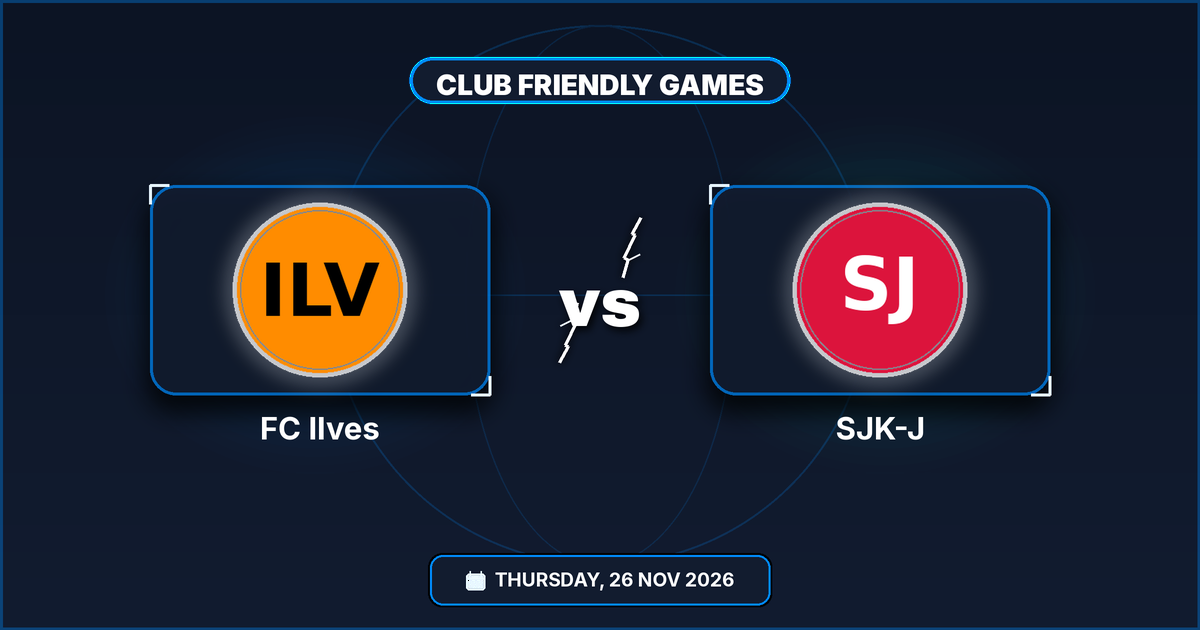 CLUB FRIENDLY GAMES
ILV
VS
SJ
FC Ilves
SJK-J
THURSDAY, 26 NOV 2026